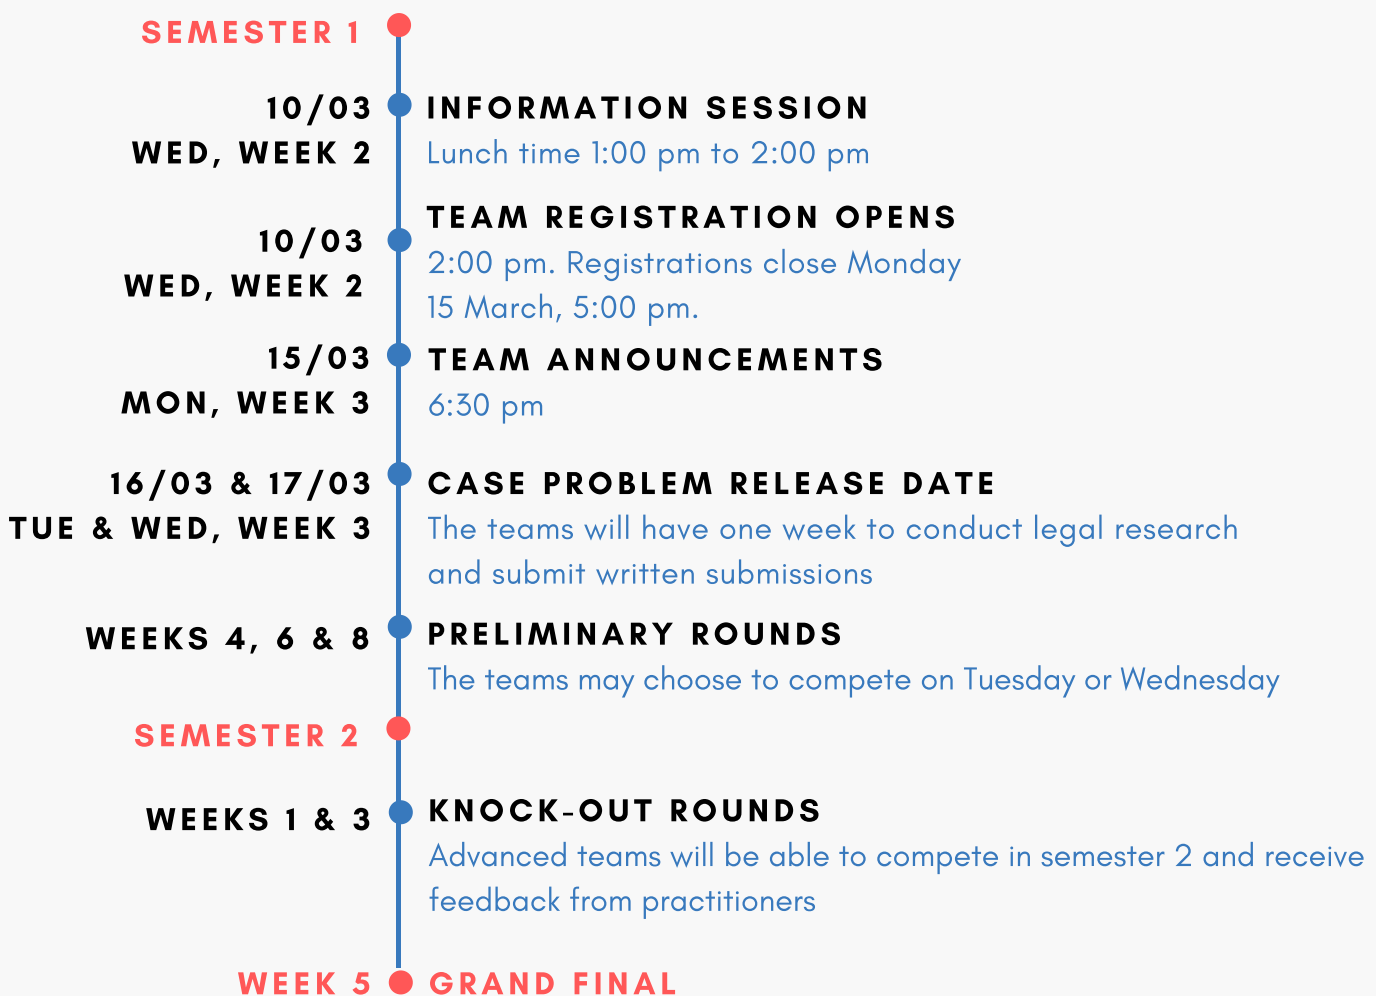 SEMESTER 1
10/03
WED, WEEK 2
INFORMATION SESSION
Lunch time 1:00 pm to 2:00 pm
10/03
WED, WEEK 2
TEAM REGISTRATION OPENS
2:00 pm. Registrations close Monday
15 March, 5:00 pm.
15/03
MON, WEEK 3
TEAM ANNOUNCEMENTS
6:30 pm
16/03 & 17/03
TUE & WED, WEEK 3
CASE PROBLEM RELEASE DATE
The teams will have one week to conduct legal research
and submit written submissions
WEEKS 4, 6 & 8
PRELIMINARY ROUNDS
The teams may choose to compete on Tuesday or Wednesday
SEMESTER 2
WEEKS 1 & 3
KNOCK-OUT ROUNDS
Advanced teams will be able to compete in semester 2 and receive
feedback from practitioners
WEEK 5
GRAND FINAL